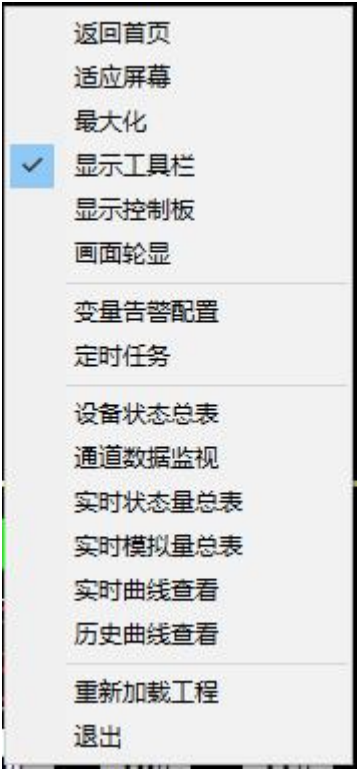 返回首页
适应屏幕
最大化
显示工具栏
显示控制板
画面轮显
变量告警配置
定时任务
设备状态总表
通道数据监视
实时状态量总表
实时模拟量总表
实时曲线查看
历史曲线查看
重新加载工程
退出